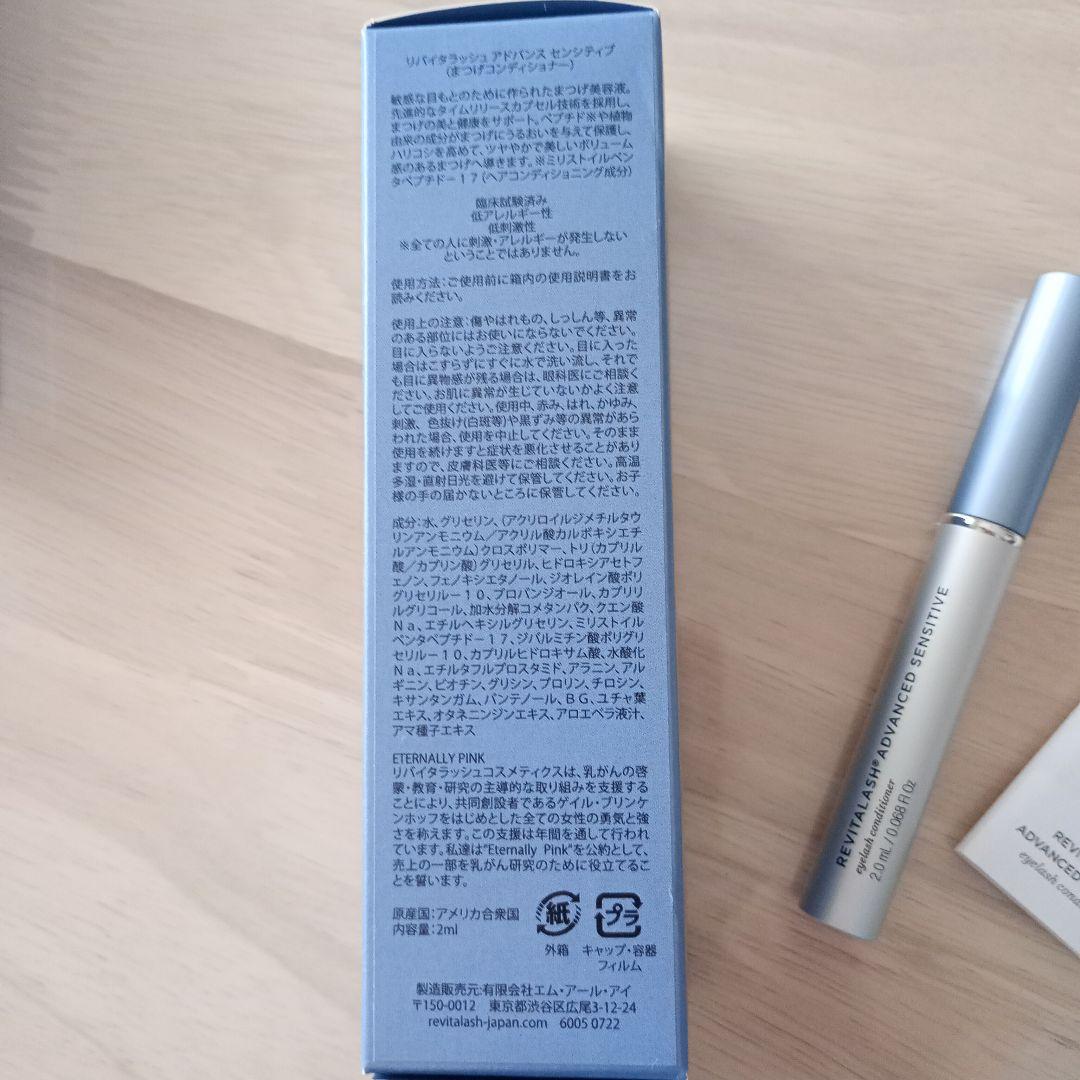 リバイタラッシュ アドバンス センシティブ
(まつげコンディショナー)
敏感な目もとのために作られたまつげ美容液。
先進的なタイムリリースカプセル技術を採用し、
まつげの美と健康をサポート。ペプチド※や植物
由来の成分がまつげにうるおいを与えて保護し、
ハリコシを高めて、ツヤやかで美しいボリューム
感のあるまつげへ導きます。※ミリストイルペン
タペプチド－１７(ヘアコンディショニング成分)
臨床試験済み
低アレルギー性
低刺激性
※全ての人に刺激・アレルギーが発生しない
ということではありません。
使用方法：ご使用前に箱内の使用説明書をお
読みください。
使用上の注意：傷やはれもの、しっしん等、異常
のある部位にはお使いにならないでください。
目に入らないようご注意ください。目に入った
場合はこすらずにすぐに水で洗い流し、それで
も目に異物感が残る場合は、眼科医にご相談く
ださい。お肌に異常が生じていないかよく注意
してご使用ください。使用中、赤み、はれ、かゆみ、
刺激、色抜け(白斑等)や黒ずみ等の異常があら
われた場合、使用を中止してください。そのまま
使用を続けますと症状を悪化させることがあり
ますので、皮膚科医等にご相談ください。高温
多湿・直射日光を避けて保管してください。お子
様の手の届かないところに保管してください。
成分：水、グリセリン、(アクリロイルジメチルタウ
リンアンモニウム／アクリル酸カルボキシエチ
ルアンモニウム)クロスポリマー、トリ(カプリル
酸／カプリン酸)グリセリル、ヒドロキシアセトフ
ェノン、フェノキシエタノール、ジオレイン酸ポリ
グリセリル－１０、プロパンジオール、カプリリ
ルグリコール、加水分解コメタンパク、クエン酸
Ｎａ、エチルヘキシルグリセリン、ミリストイル
ペンタペプチド－１７、ジパルミチン酸ポリグリ
セリル－１０、カプリルヒドロキサム酸、水酸化
Ｎａ、エチルタフルプロスタミド、アラニン、アル
ギニン、ビオチン、グリシン、プロリン、チロシン、
キサンタンガム、パンテノール、ＢＧ、ユチャ葉
エキス、オタネニンジンエキス、アロエベラ液汁、
アマ種子エキス
ETERNALLY PINK
リバイタラッシュコスメティクスは、乳がんの啓
蒙・教育・研究の主導的な取り組みを支援する
ことにより、共同創設者であるゲイル・ブリンケ
ンホッフをはじめとした全ての女性の勇気と強
さを称えます。この支援は年間を通して行われ
ています。私達は"Eternally Pink"を公約として、
売上の一部を乳がん研究のために役立てるこ
とを誓います。
原産国：アメリカ合衆国
内容量：2ml
紙
プラ
外箱 キャップ・容器
フィルム
製造販売元：有限会社エム・アール・アイ
〒150-0012 東京都渋谷区広尾3-12-24
revitalash-japan.com 6005 0722
REVITALASH® ADVANCED SENSITIVE
eyelash conditioner
2.0 mL / 0.068 Fl Oz
ADVANCED
eyelash